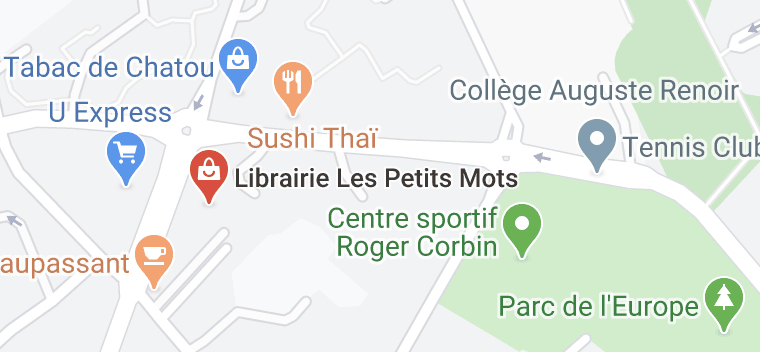 Tabac de Chatou
U Express
Sushi Thaï
Collège Auguste Renoir
Tennis Club
Librairie Les Petits Mots
Centre sportif
Roger Corbin
aupassant
Parc de l'Europe